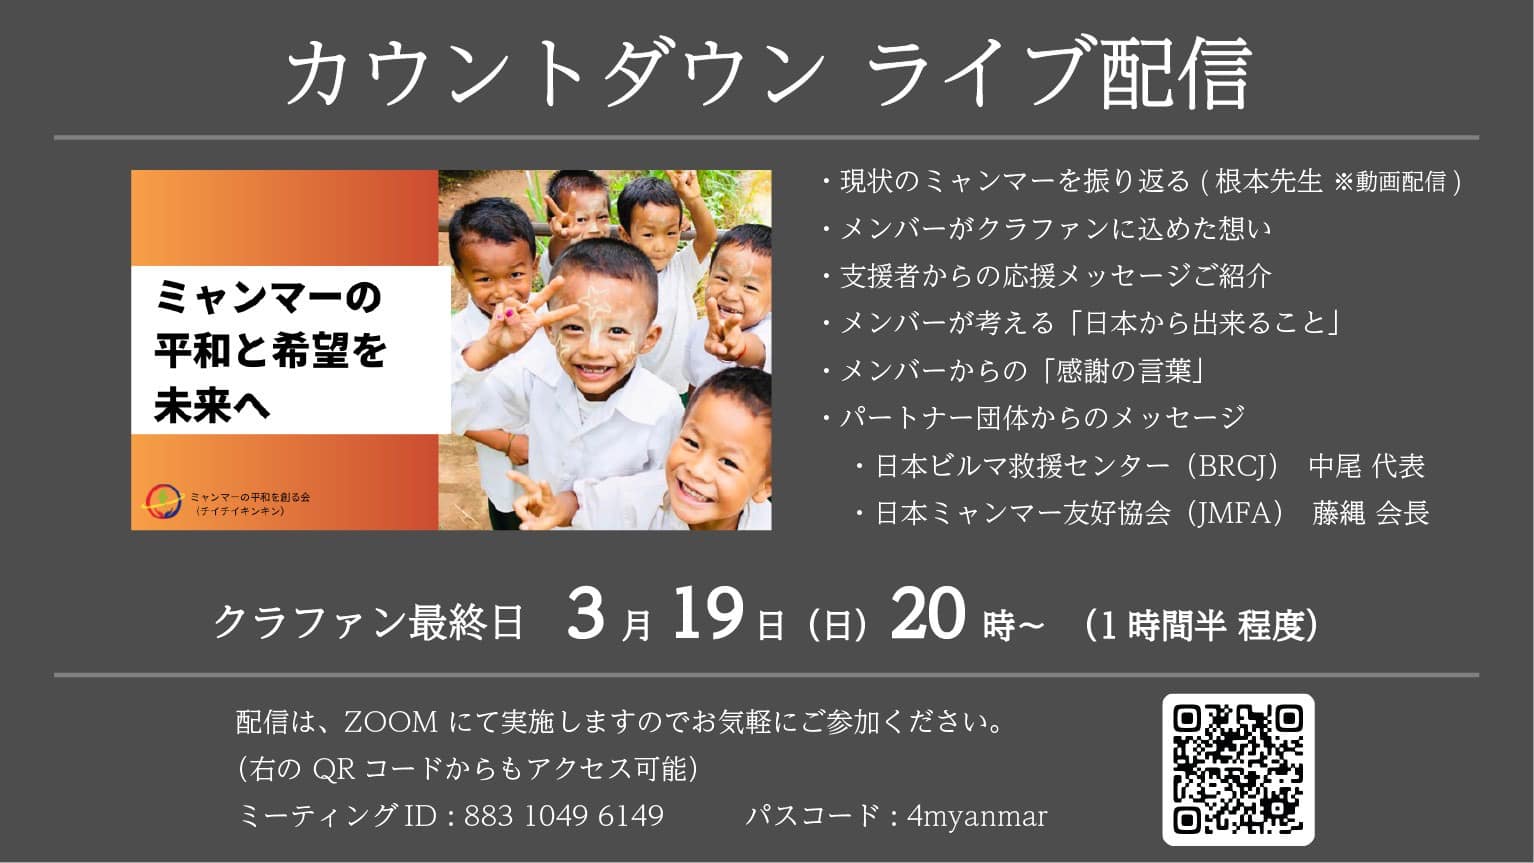 カウントダウン ライブ配信
ミャンマーの
平和と希望を
未来へ
ミャンマーの平和を創る会
（チイチイキンキン）
・現状のミャンマーを振り返る ( 根本先生 ※動画配信 )
・メンバーがクラファンに込めた想い
・支援者からの応援メッセージご紹介
・メンバーが考える「日本から出来ること」
・メンバーからの「感謝の言葉」
・パートナー団体からのメッセージ
・日本ビルマ救援センター（BRCJ）　中尾 代表
・日本ミャンマー友好協会（JMFA）　藤縄 会長
クラファン最終日　3 月 19 日（日）20 時～　（1 時間半 程度）
配信は、ZOOM にて実施しますのでお気軽にご参加ください。
（右の QR コードからもアクセス可能）
ミーティングID：883 1049 6149　　パスコード：4myanmar